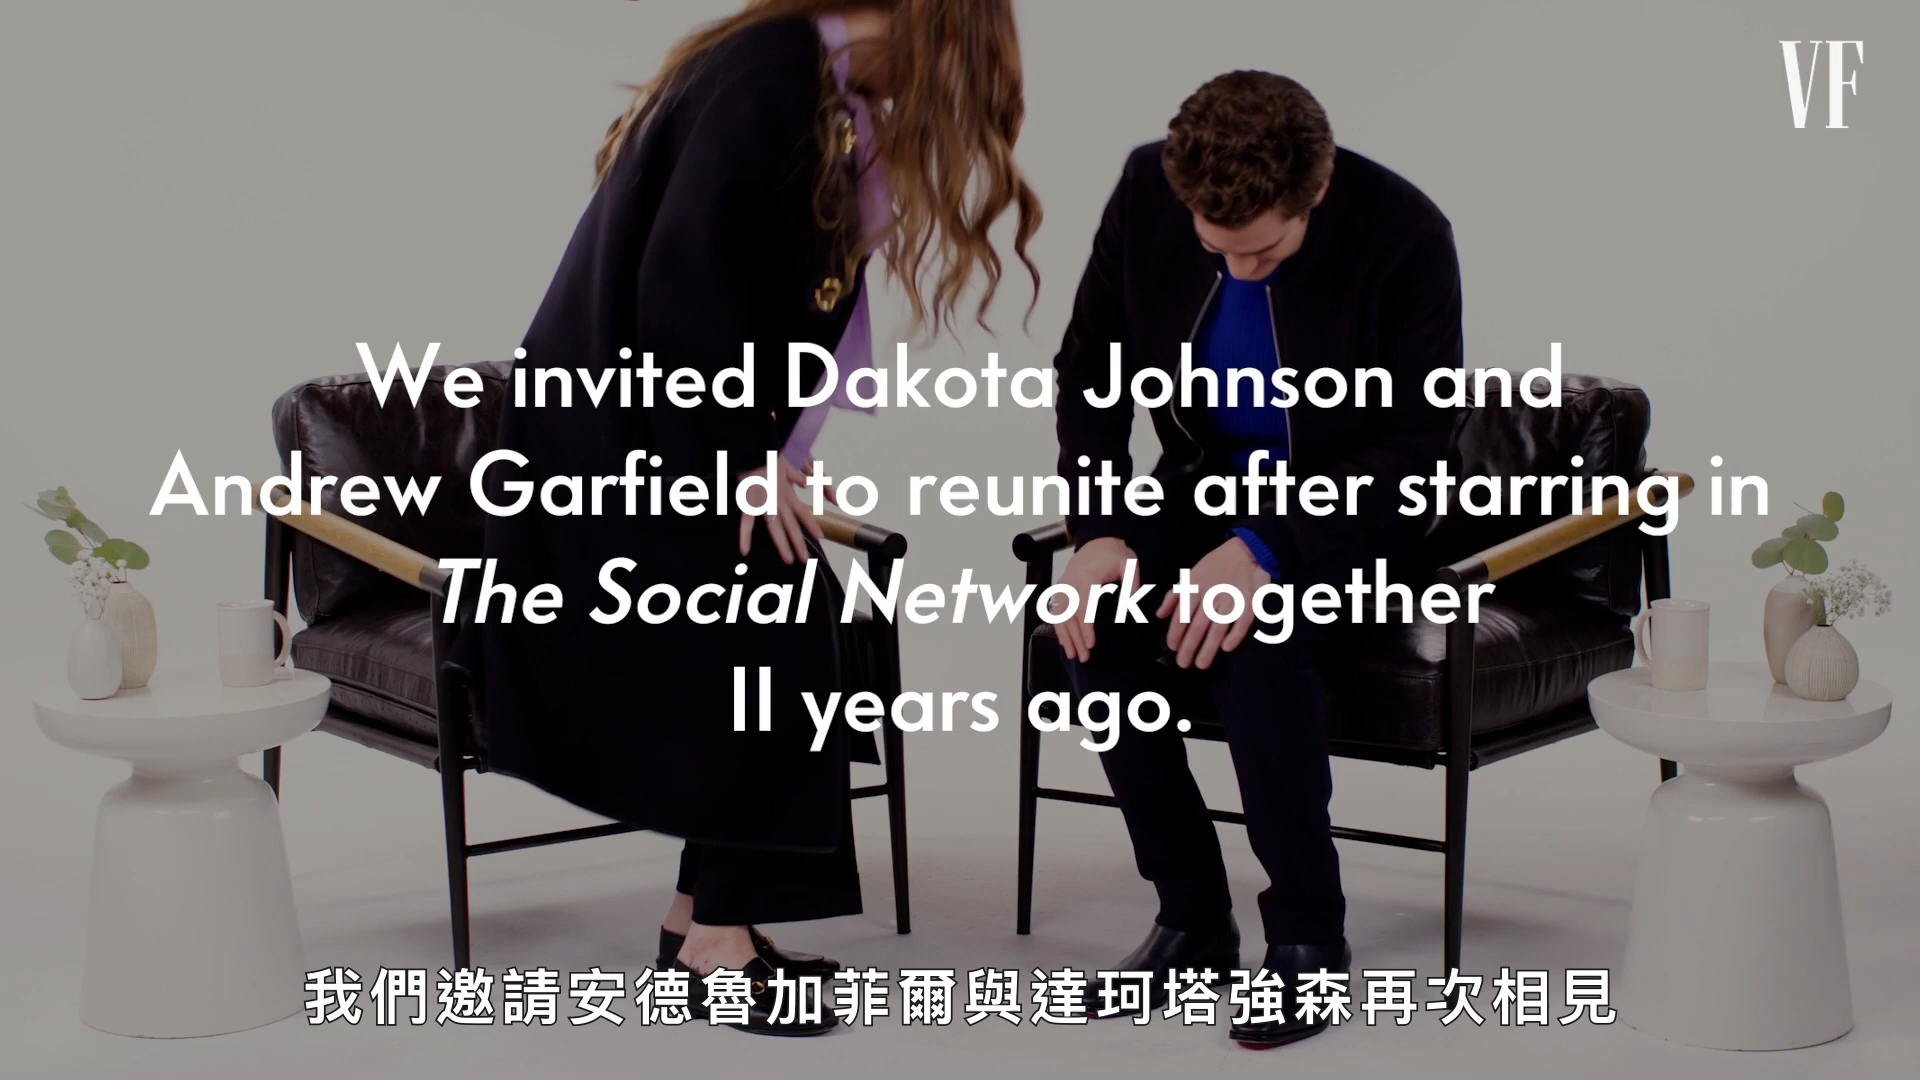 VF
We invited Dakota Johnson and
Andrew Garfield to reunite after starring in
The Social Network together
11 years ago.
我們邀請安德魯加菲爾與達珂塔強森再次相見